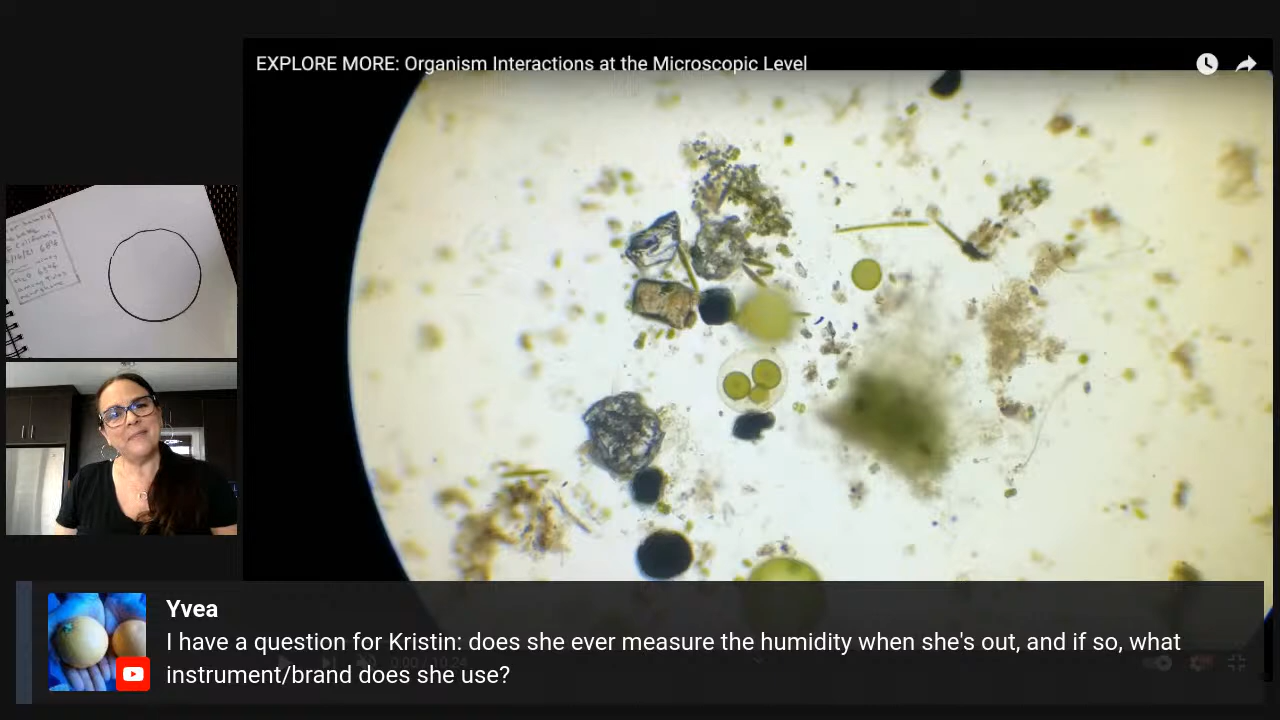 EXPLORE MORE: Organism Interactions at the Microscopic Level
Yvea
I have a question for Kristin: does she ever measure the humidity when she's out, and if so, what
instrument/brand does she use?